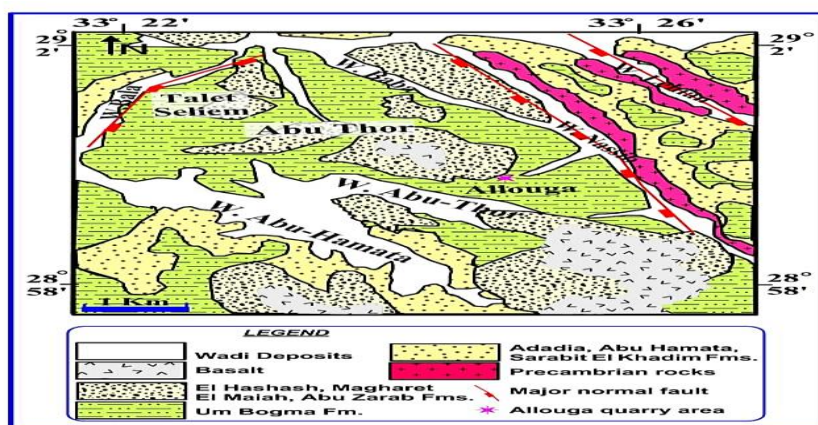 33° 22'
33° 26'
29° 2'
29° 2'
N
W. Baba
W. Bala
Talet
Seliem
Abu Thor
Allouga
W. Abu-Thor
W. Abu-Hamata
28° 58'
28° 58'
1 Km
LEGEND
Wadi Deposits
Basalt
El Hashash, Magharet
El Maiah, Abu Zarab Fms.
Um Bogma Fm.
Adadia, Abu Hamata,
Sarabit El Khadim Fms.
Precambrian rocks
Major normal fault
Allouga quarry area